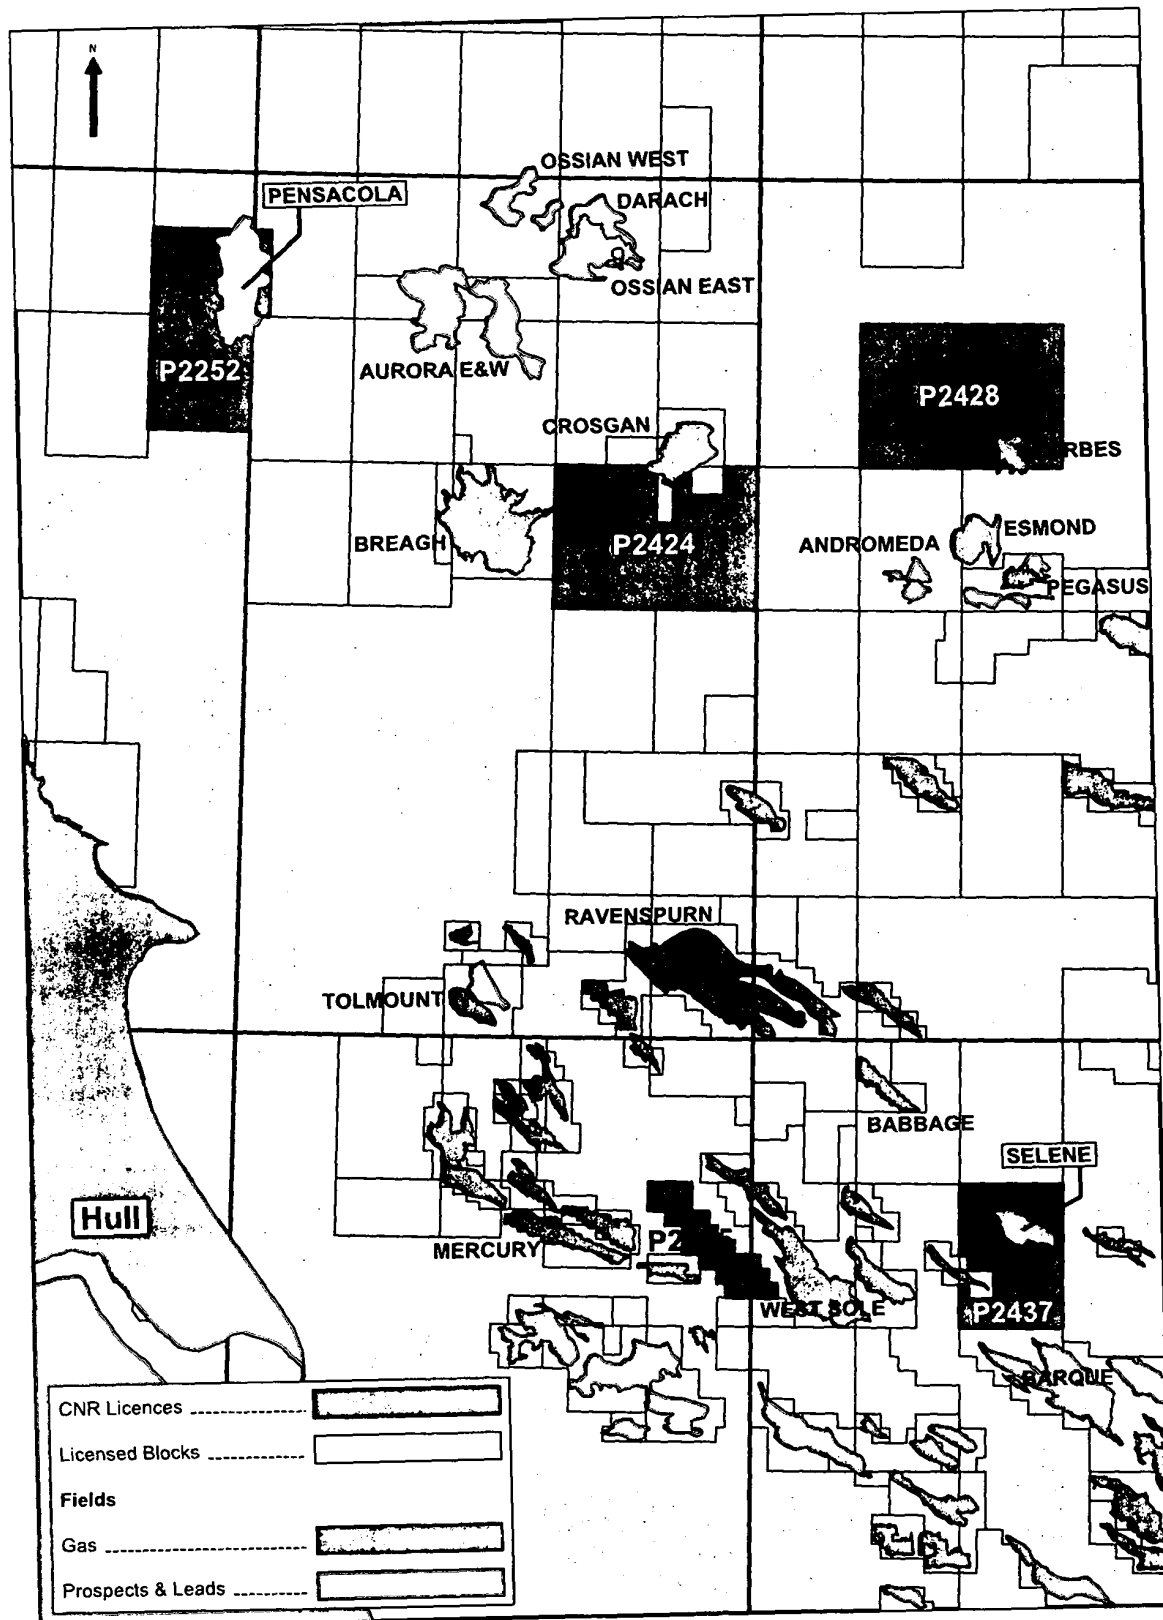 N
OSSIAN WEST
PENSACOLA
DARACH
OSSIAN EAST
P2252
AURORA E&W
P2428
CROSGAN
RBES
BREAGH
P2424
ANDROMEDA
ESMOND
PEGASUS
RAVENSPURN
TOLMOUNT
BABBAGE
SELENE
Hull
MERCURY
WEST SOLE
P2437
BARQUE
CNR Licences
Licensed Blocks
Fields
Gas
Prospects & Leads